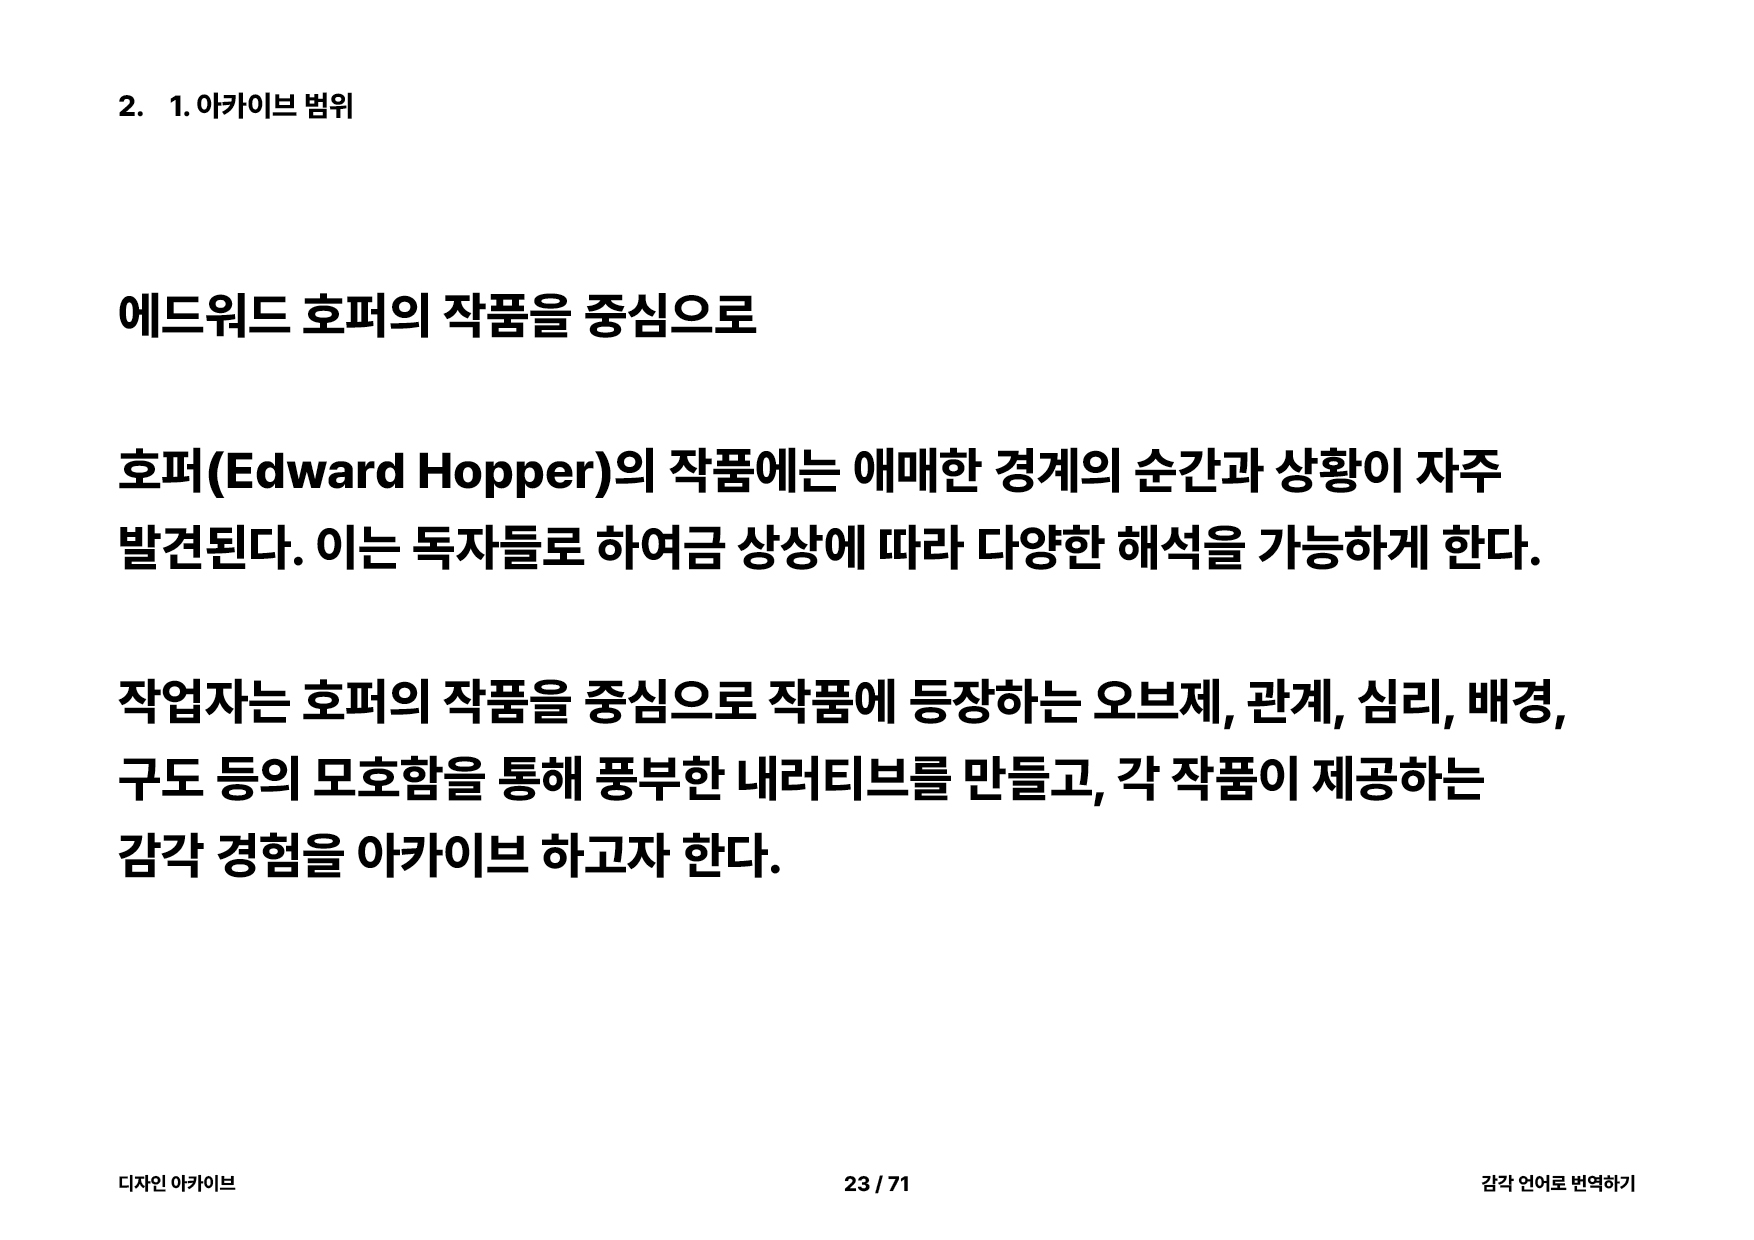 2. 1. 아카이브 범위
에드워드 호퍼의 작품을 중심으로
호퍼(Edward Hopper)의 작품에는 애매한 경계의 순간과 상황이 자주
발견된다. 이는 독자들로 하여금 상상에 따라 다양한 해석을 가능하게 한다.
작업자는 호퍼의 작품을 중심으로 작품에 등장하는 오브제, 관계, 심리, 배경,
구도 등의 모호함을 통해 풍부한 내러티브를 만들고, 각 작품이 제공하는
감각 경험을 아카이브 하고자 한다.
디자인 아카이브
23 / 71
감각 언어로 번역하기